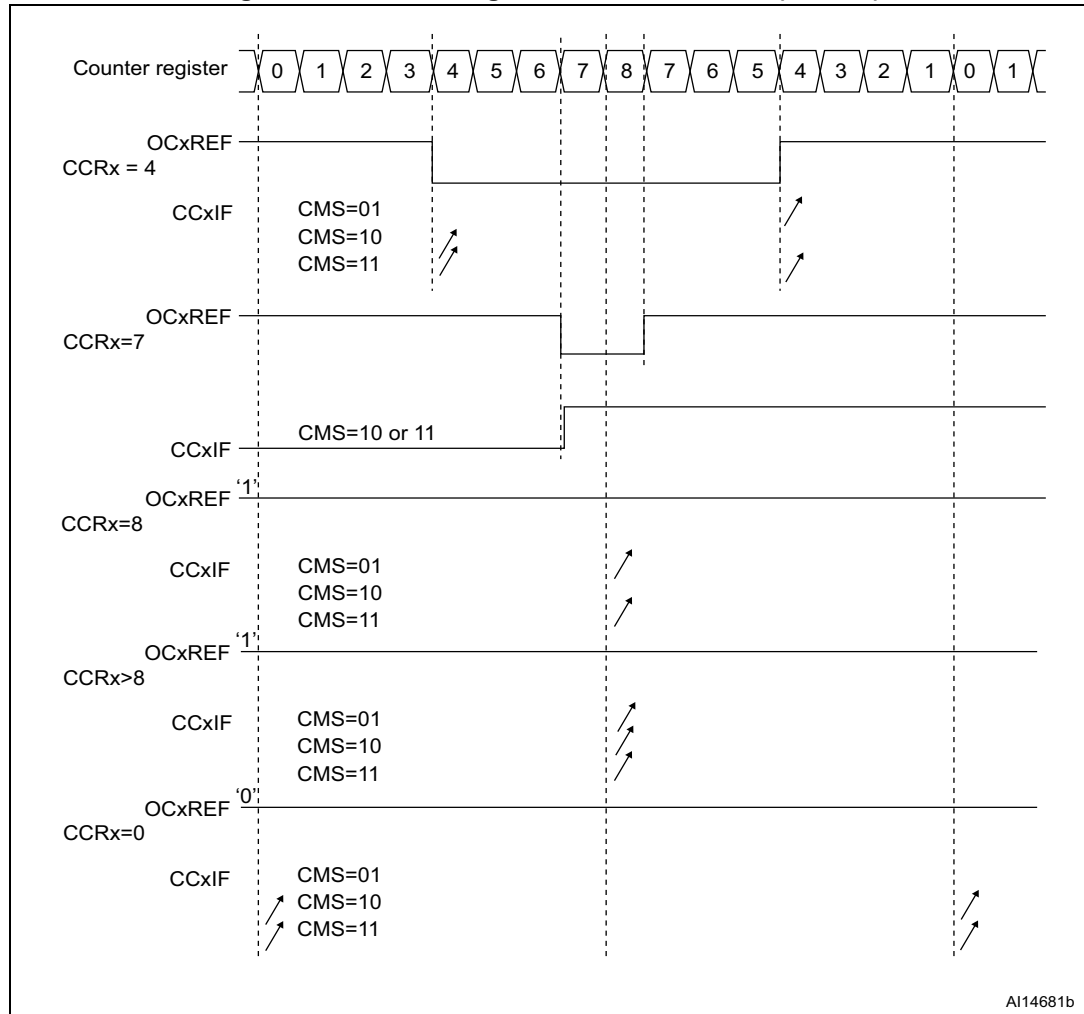 Counter register 0 1 2 3 4 5 6 7 8 7 6 5 4 3 2 1 0 1
OCxREF
CCRx = 4
CCxIF CMS=01
CMS=10
CMS=11
OCxREF
CCRx=7
CMS=10 or 11
CCxIF
OCxREF '1'
CCRx=8
CCxIF CMS=01
CMS=10
CMS=11
OCxREF '1'
CCRx>8
CCxIF CMS=01
CMS=10
CMS=11
OCxREF '0'
CCRx=0
CCxIF CMS=01
CMS=10
CMS=11
AI14681b